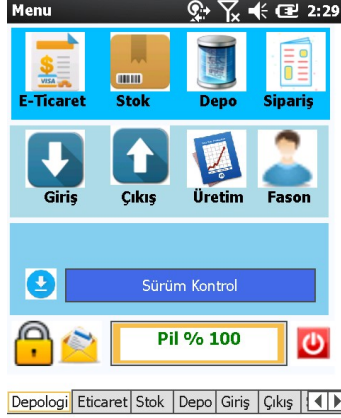 Menu 2:29
E-Ticaret Stok Depo Sipariş
Giriş Çıkış Üretim Fason
Sürüm Kontrol
Pil % 100
Depologi Eticaret Stok Depo Giriş Çıkış